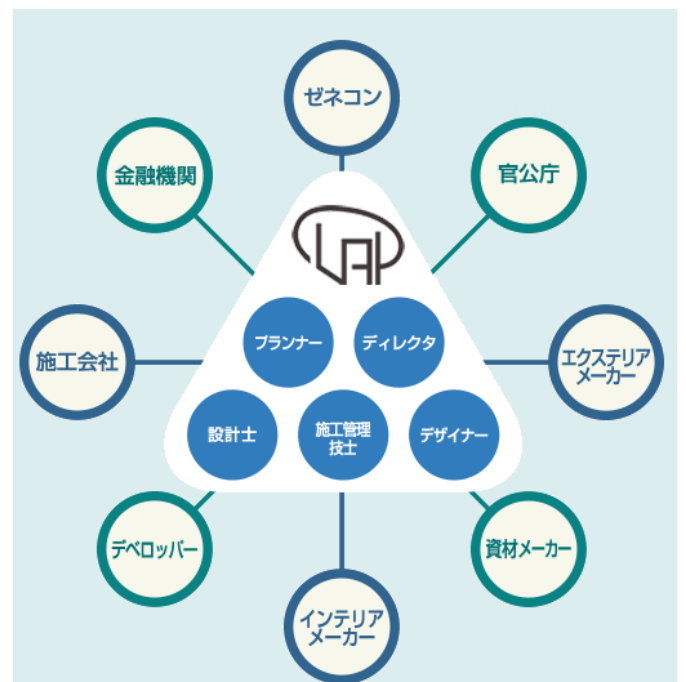 ゼネコン
金融機関
官公庁
LAP
プランナー
ディレクタ
施工会社
エクステリア
メーカー
設計士
施工管理
技士
デザイナー
デベロッパー
資材メーカー
インテリア
メーカー